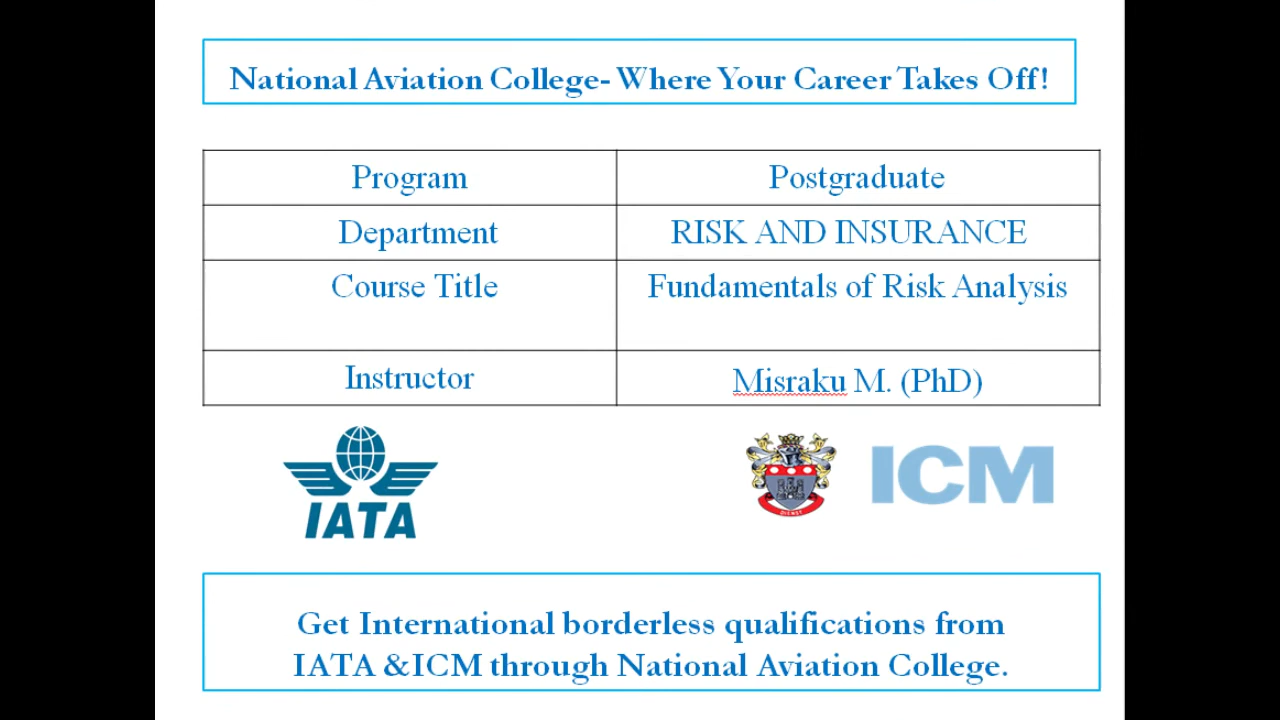 National Aviation College- Where Your Career Takes Off!
Program Postgraduate
Department RISK AND INSURANCE
Course Title Fundamentals of Risk Analysis
Instructor Misraku M. (PhD)
IATA
DIENST
ICM
Get International borderless qualifications from
IATA &ICM through National Aviation College.